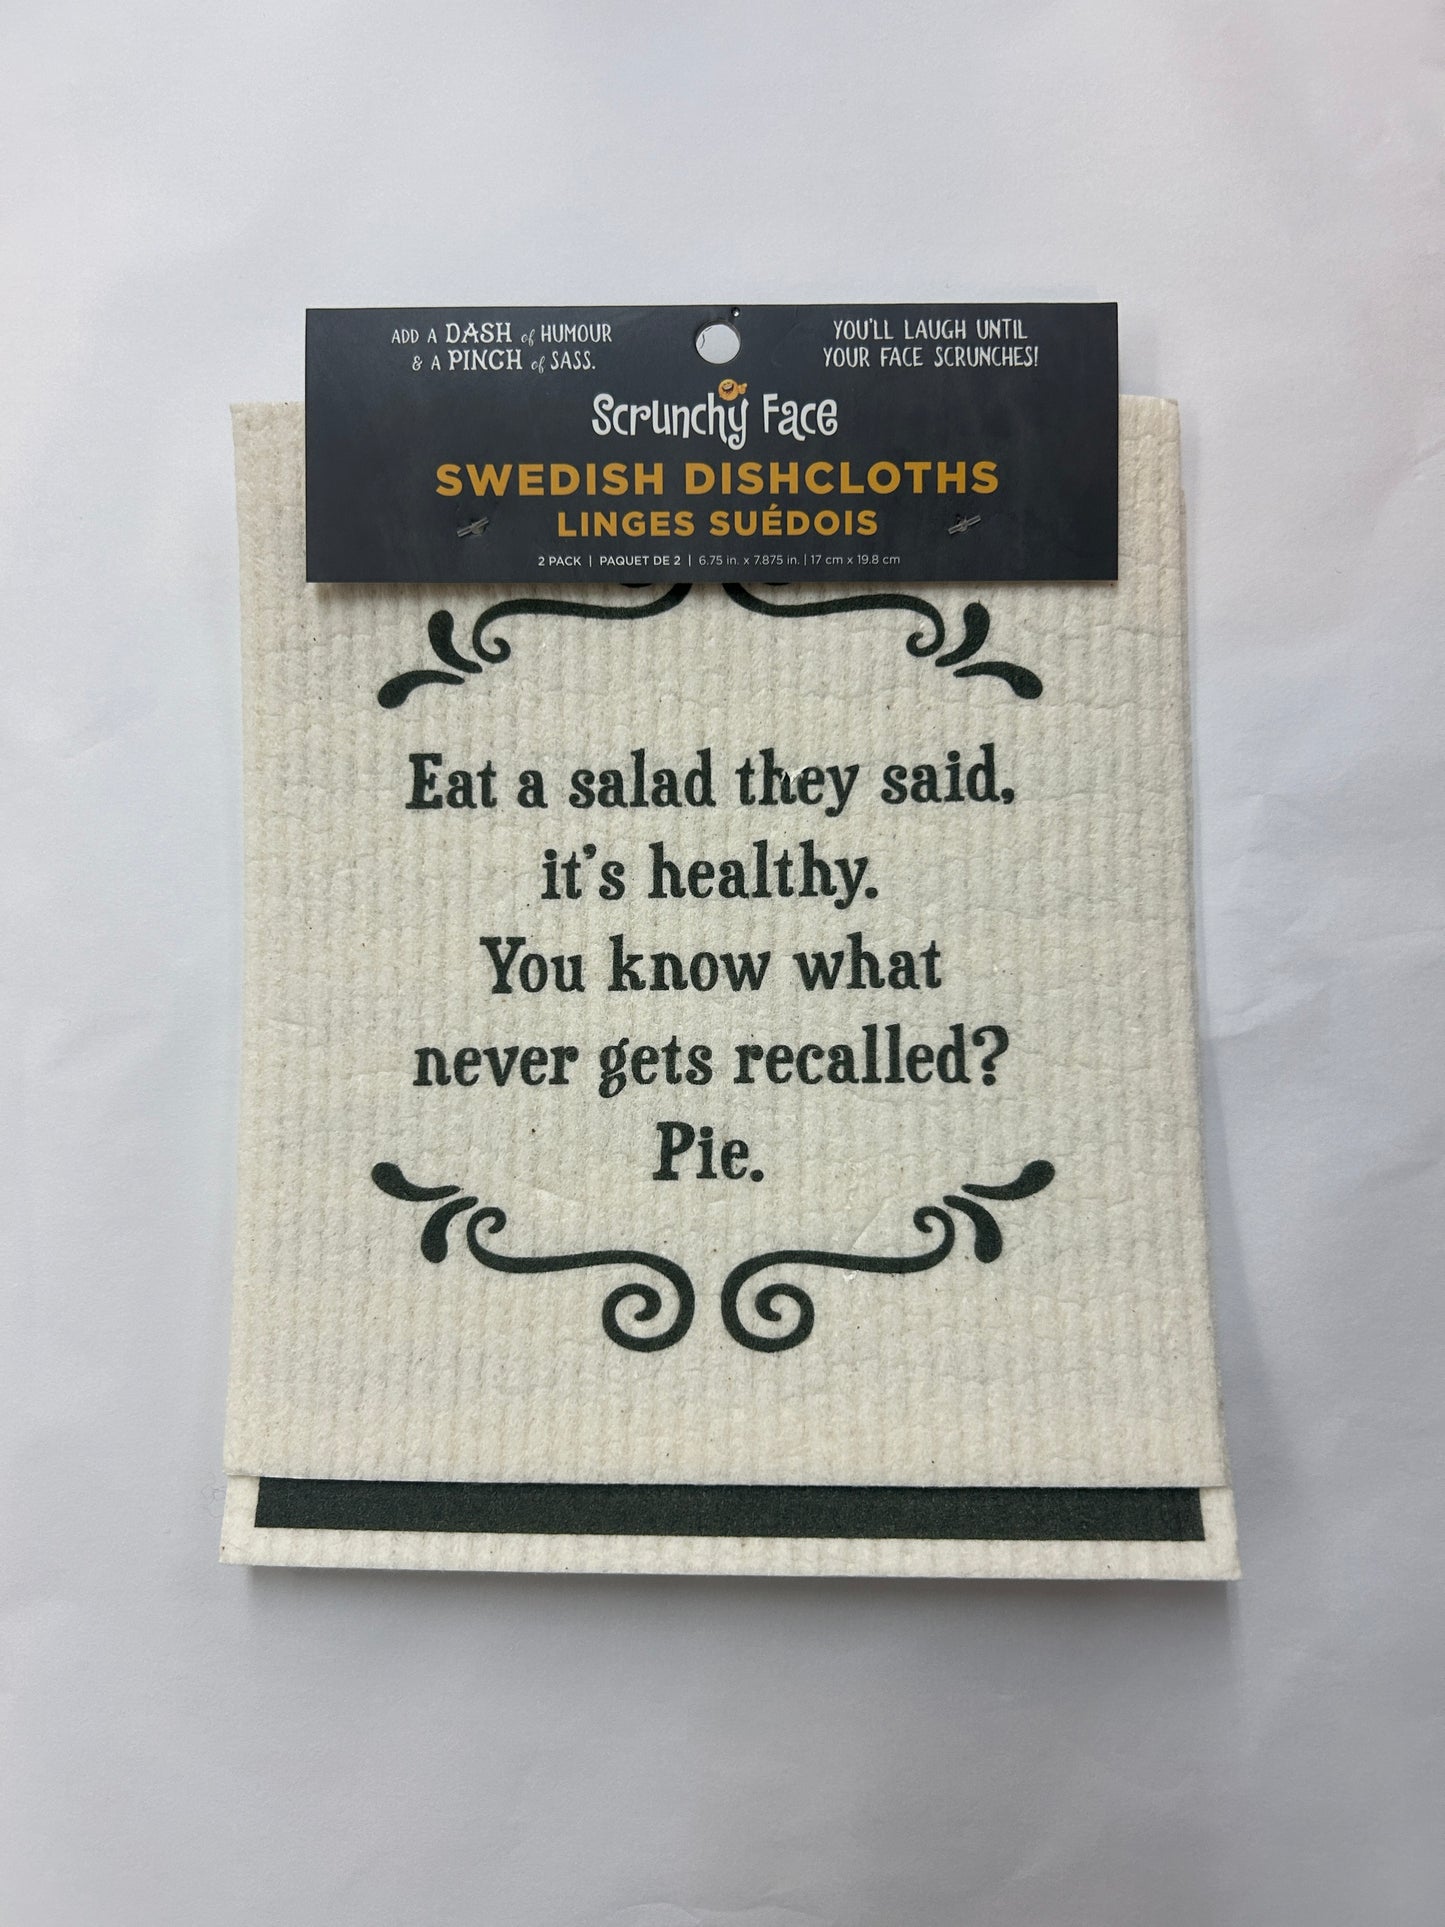 ADD A DASH of HUMOUR
& A PINCH of SASS.
YOU'LL LAUGH UNTIL
YOUR FACE SCRUNCHES!
Scrunchy Face
SWEDISH DISHCLOTHS
LINGES SUÉDOIS
2 PACK | PAQUET DE 2 | 6.75 in. x 7.875 in. | 17 cm x 19.8 cm
Eat a salad they said,
it's healthy.
You know what
never gets recalled?
Pie.